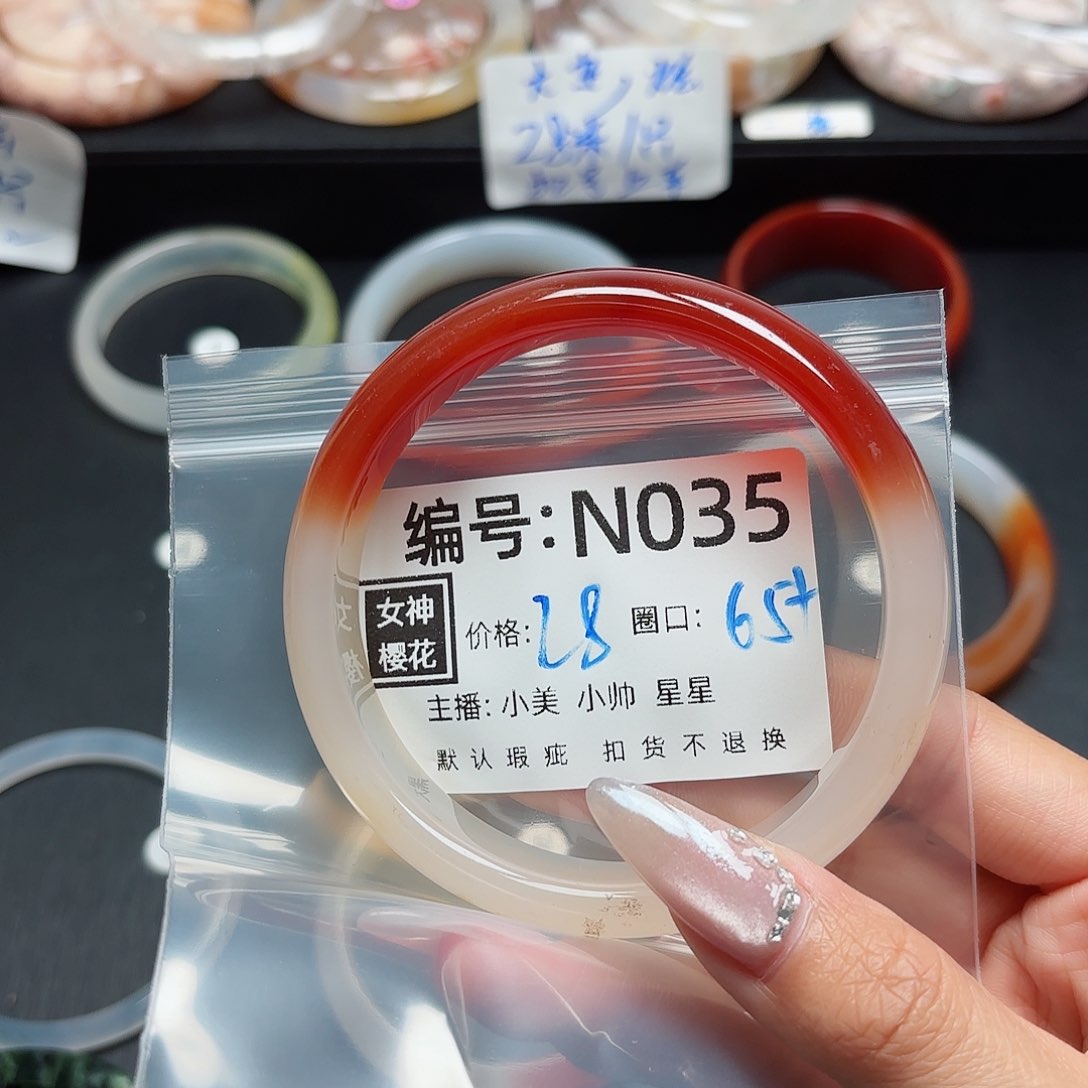 编号:N035
女神
樱花
价格:28 圈口:65+
主播:小美 小帅 星星
默认瑕疵 扣货不退换